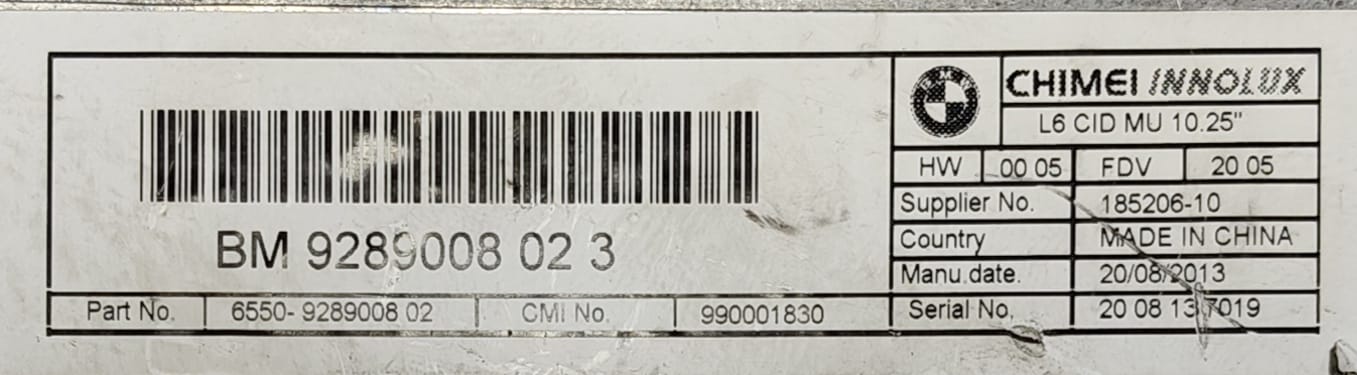 BMW
CHIMEI INNOLUX
L6 CID MU 10.25"
HW 00 05 FDV 20 05
Supplier No. 185206-10
Country MADE IN CHINA
Manu.date. 20/08/2013
Serial No. 20 08 13 7019
BM 9289008 02 3
Part No. 6550- 9289008 02 CMI No. 990001830